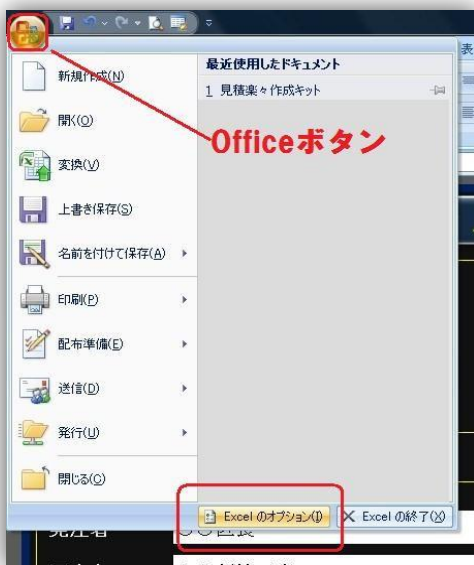 表
新規作成(N)
最近使用したドキュメント
1 見積楽々作成キット
開く(O)
Officeボタン
変換(V)
上書き保存(S)
名前を付けて保存(A)
印刷(P)
配布準備(E)
送信(D)
発行(U)
閉じる(C)
Excel のオプション(I)
Excel の終了(X)
発注者